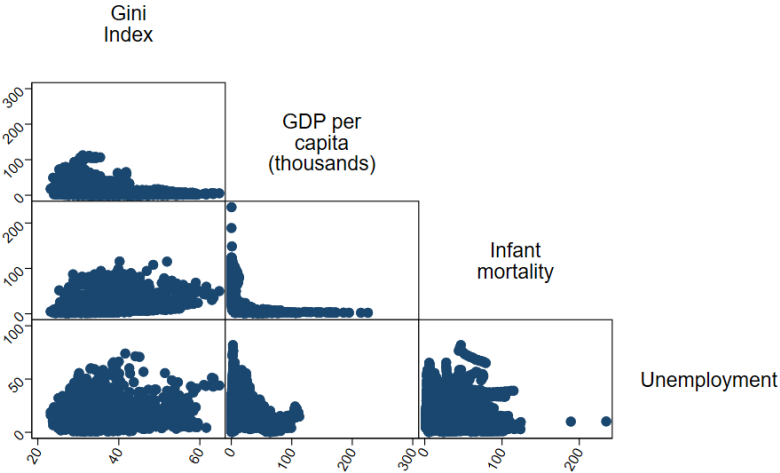 Gini
Index
300
200
100
0
GDP per
capita
(thousands)
200
100
0
Infant
mortality
100
50
0
Unemployment
20 40 60 0 100 200 300 0 100 200